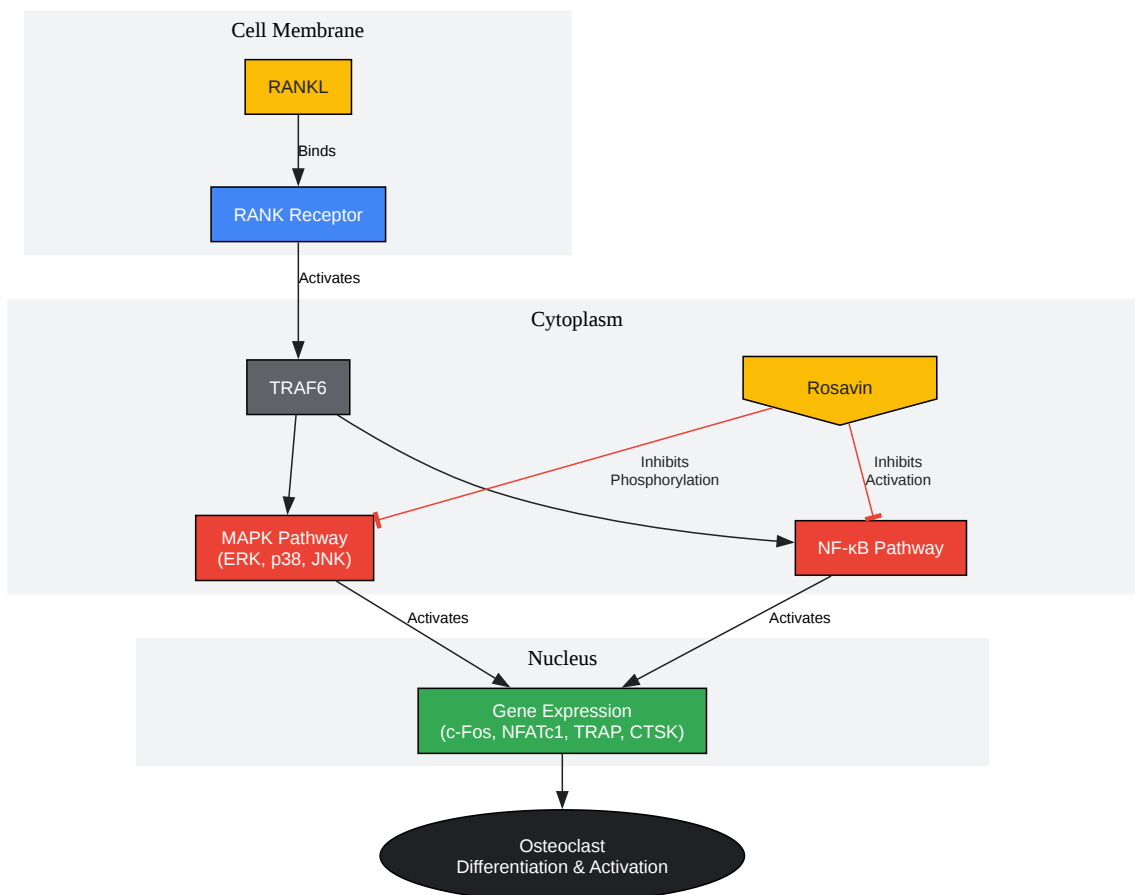 Cell Membrane
RANKL
Binds
RANK Receptor
Activates
Cytoplasm
TRAF6
Rosavin
Inhibits
Phosphorylation
Inhibits
Activation
MAPK Pathway
(ERK, p38, JNK)
NF-κB Pathway
Activates
Activates
Nucleus
Gene Expression
(c-Fos, NFATc1, TRAP, CTSK)
Osteoclast
Differentiation & Activation